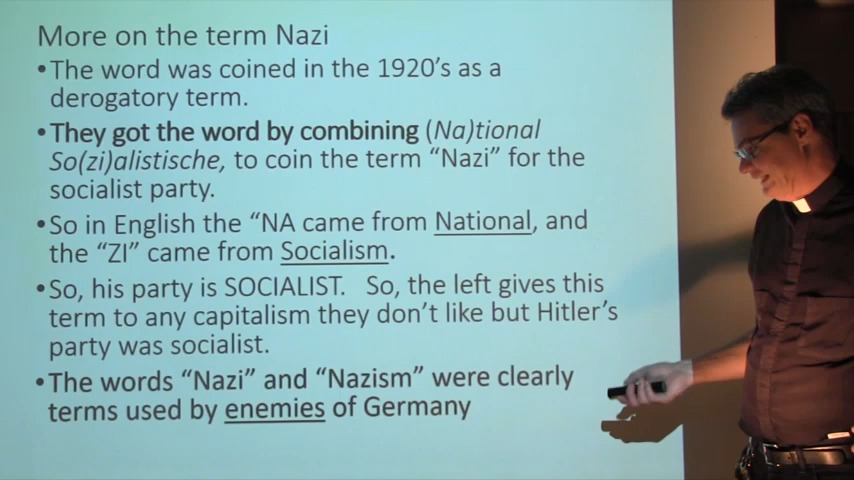 More on the term Nazi
•The word was coined in the 1920's as a
derogatory term.
•They got the word by combining (Na)tional
So(zi)alistische, to coin the term “Nazi” for the
socialist party.
•So in English the “NA came from National, and
the “ZI” came from Socialism.
•So, his party is SOCIALIST.   So, the left gives this
term to any capitalism they don't like but Hitler's
party was socialist.
•The words “Nazi” and “Nazism” were clearly
terms used by enemies of Germany